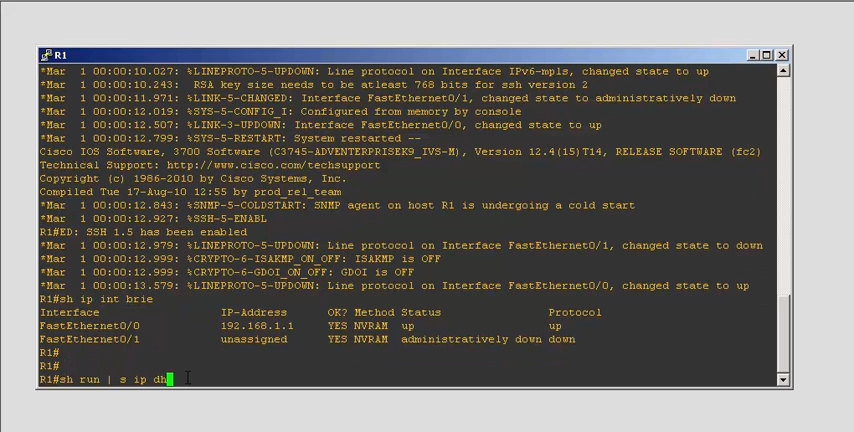 R1
*Mar  1 00:00:10.027: %LINEPROTO-5-UPDOWN: Line protocol on Interface IPv6-mpls, changed state to up
*Mar  1 00:00:10.243:  RSA key size needs to be atleast 768 bits for ssh version 2
*Mar  1 00:00:11.971: %LINK-5-CHANGED: Interface FastEthernet0/1, changed state to administratively down
*Mar  1 00:00:12.019: %SYS-5-CONFIG_I: Configured from memory by console
*Mar  1 00:00:12.507: %LINK-3-UPDOWN: Interface FastEthernet0/0, changed state to up
*Mar  1 00:00:12.799: %SYS-5-RESTART: System restarted --
Cisco IOS Software, 3700 Software (C3745-ADVENTERPRISEK9_IVS-M), Version 12.4(15)T14, RELEASE SOFTWARE (fc2)
Technical Support: http://www.cisco.com/techsupport
Copyright (c) 1986-2010 by Cisco Systems, Inc.
Compiled Tue 17-Aug-10 12:55 by prod_rel_team
*Mar  1 00:00:12.843: %SNMP-5-COLDSTART: SNMP agent on host R1 is undergoing a cold start
*Mar  1 00:00:12.927: %SSH-5-ENABL
R1#ED: SSH 1.5 has been enabled
*Mar  1 00:00:12.979: %LINEPROTO-5-UPDOWN: Line protocol on Interface FastEthernet0/1, changed state to down
*Mar  1 00:00:12.999: %CRYPTO-6-ISAKMP_ON_OFF: ISAKMP is OFF
*Mar  1 00:00:12.999: %CRYPTO-6-GDOI_ON_OFF: GDOI is OFF
*Mar  1 00:00:13.579: %LINEPROTO-5-UPDOWN: Line protocol on Interface FastEthernet0/0, changed state to up
R1#sh ip int brie
Interface                  IP-Address      OK? Method Status                Protocol
FastEthernet0/0            192.168.1.1     YES NVRAM  up                    up
FastEthernet0/1            unassigned      YES NVRAM  administratively down down
R1#
R1#
R1#sh run | s ip dh